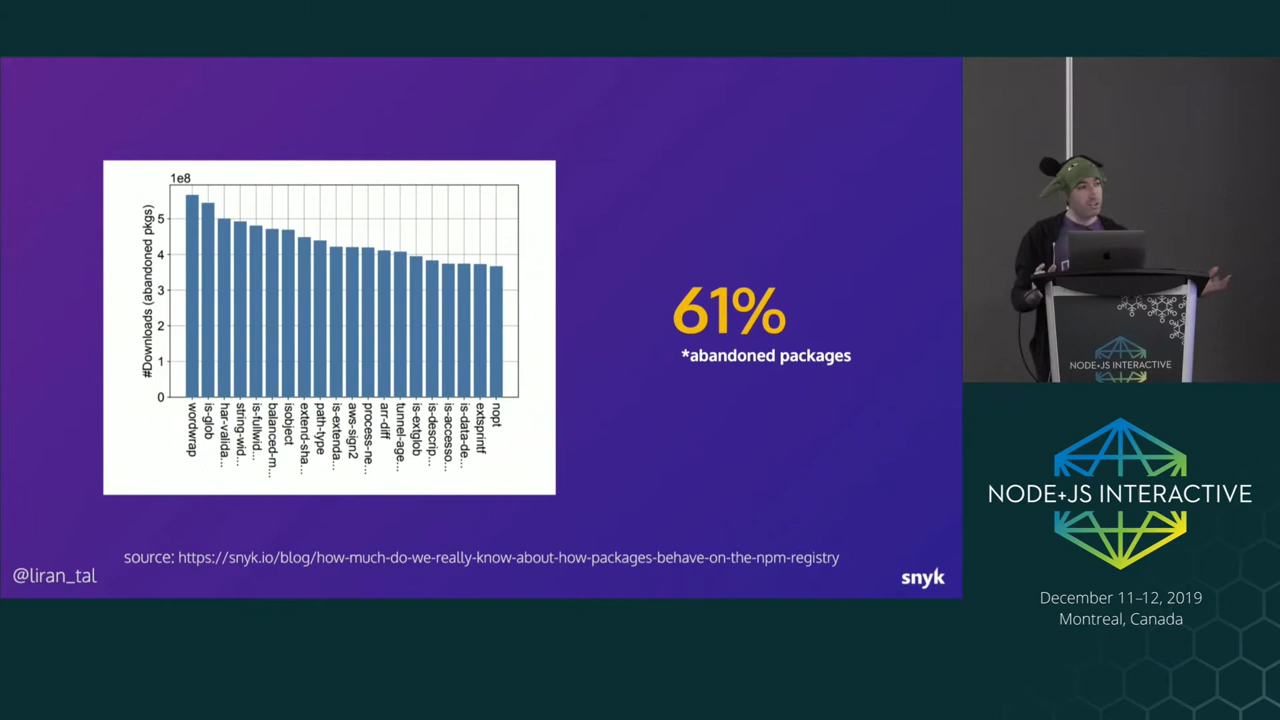 1e8
#Downloads (abandoned pkgs)
5
4
3
2
1
0
wordwrap
is-glob
har-valida...
string-wid...
is-fullwid...
balanced-m...
isobject
extend-sha...
path-type
is-extenda...
aws-sign2
process-ne...
arr-diff
tunnel-age...
is-extglob
is-descrip...
is-accesso...
is-data-de...
extsprintf
nopt
61%
*abandoned packages
source: https://snyk.io/blog/how-much-do-we-really-know-about-how-packages-behave-on-the-npm-registry
@liran_tal
snyk
NODE+JS INTERACTIVE
NODE+JS INTERACTIVE
December 11–12, 2019
Montreal, Canada